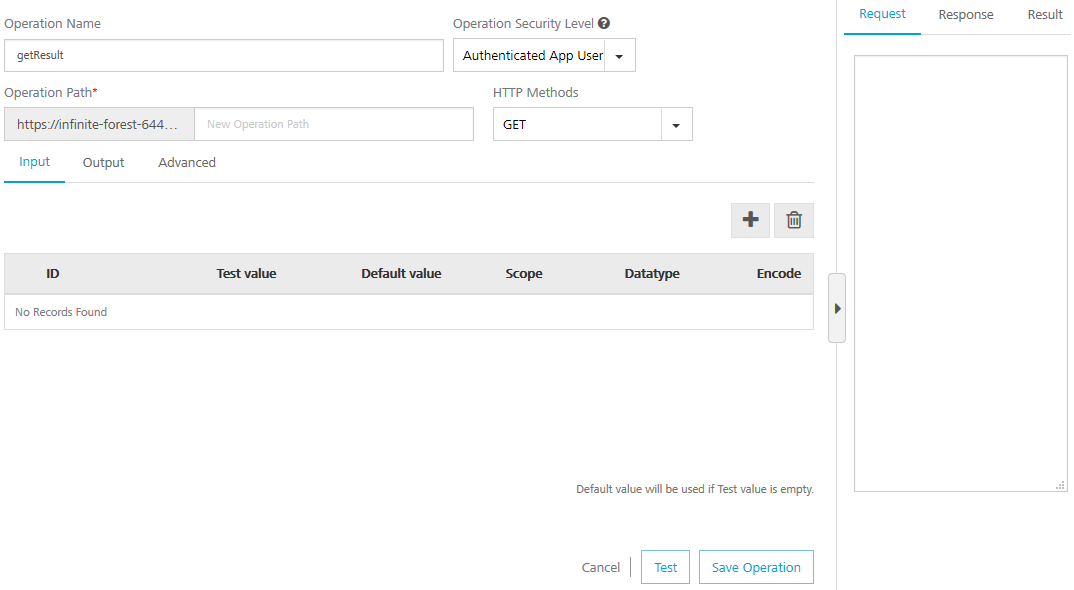 Operation Name
Operation Security Level ?
getResult
Authenticated App User
Operation Path*
HTTP Methods
https://infinite-forest-644...
New Operation Path
GET
Input
Output
Advanced
ID
Test value
Default value
Scope
Datatype
Encode
No Records Found
Default value will be used if Test value is empty.
Cancel
Test
Save Operation
Request
Response
Result